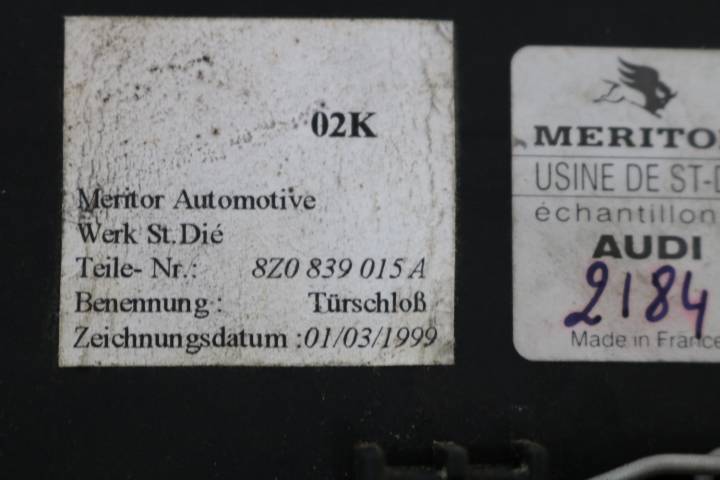 02K
Meritor Automotive
Werk St.Dié
Teile- Nr.: 8Z0 839 015 A
Benennung : Türschloß
Zeichnungsdatum :01/03/1999
MERITO
USINE DE ST-D
échantillon
AUDI
2184
Made in France